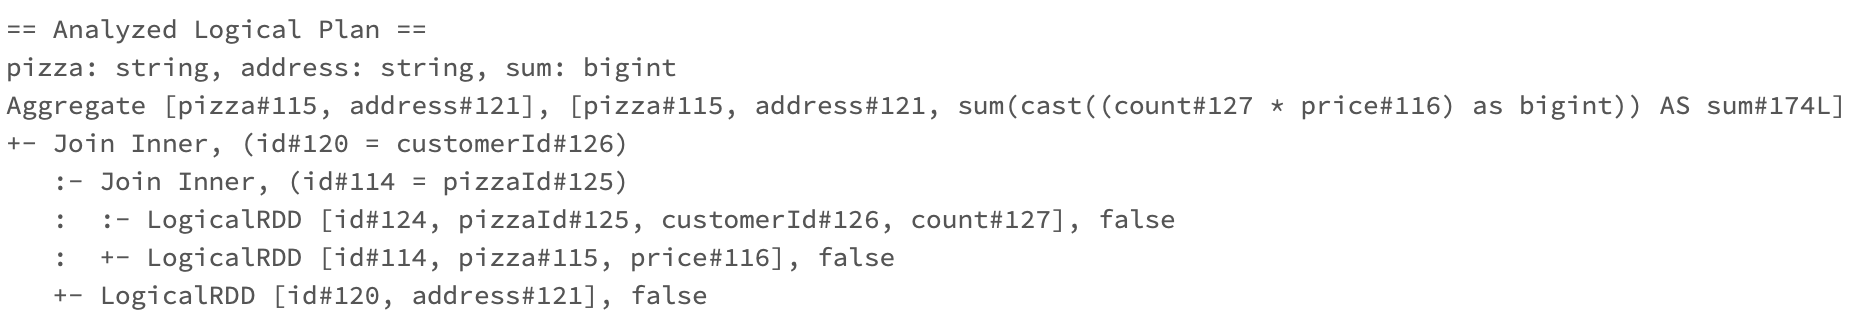 == Analyzed Logical Plan ==
pizza: string, address: string, sum: bigint
Aggregate [pizza#115, address#121], [pizza#115, address#121, sum(cast((count#127 * price#116) as bigint)) AS sum#174L]
+- Join Inner, (id#120 = customerId#126)
   :- Join Inner, (id#114 = pizzaId#125)
   :  :- LogicalRDD [id#124, pizzaId#125, customerId#126, count#127], false
   :  +- LogicalRDD [id#114, pizza#115, price#116], false
   +- LogicalRDD [id#120, address#121], false